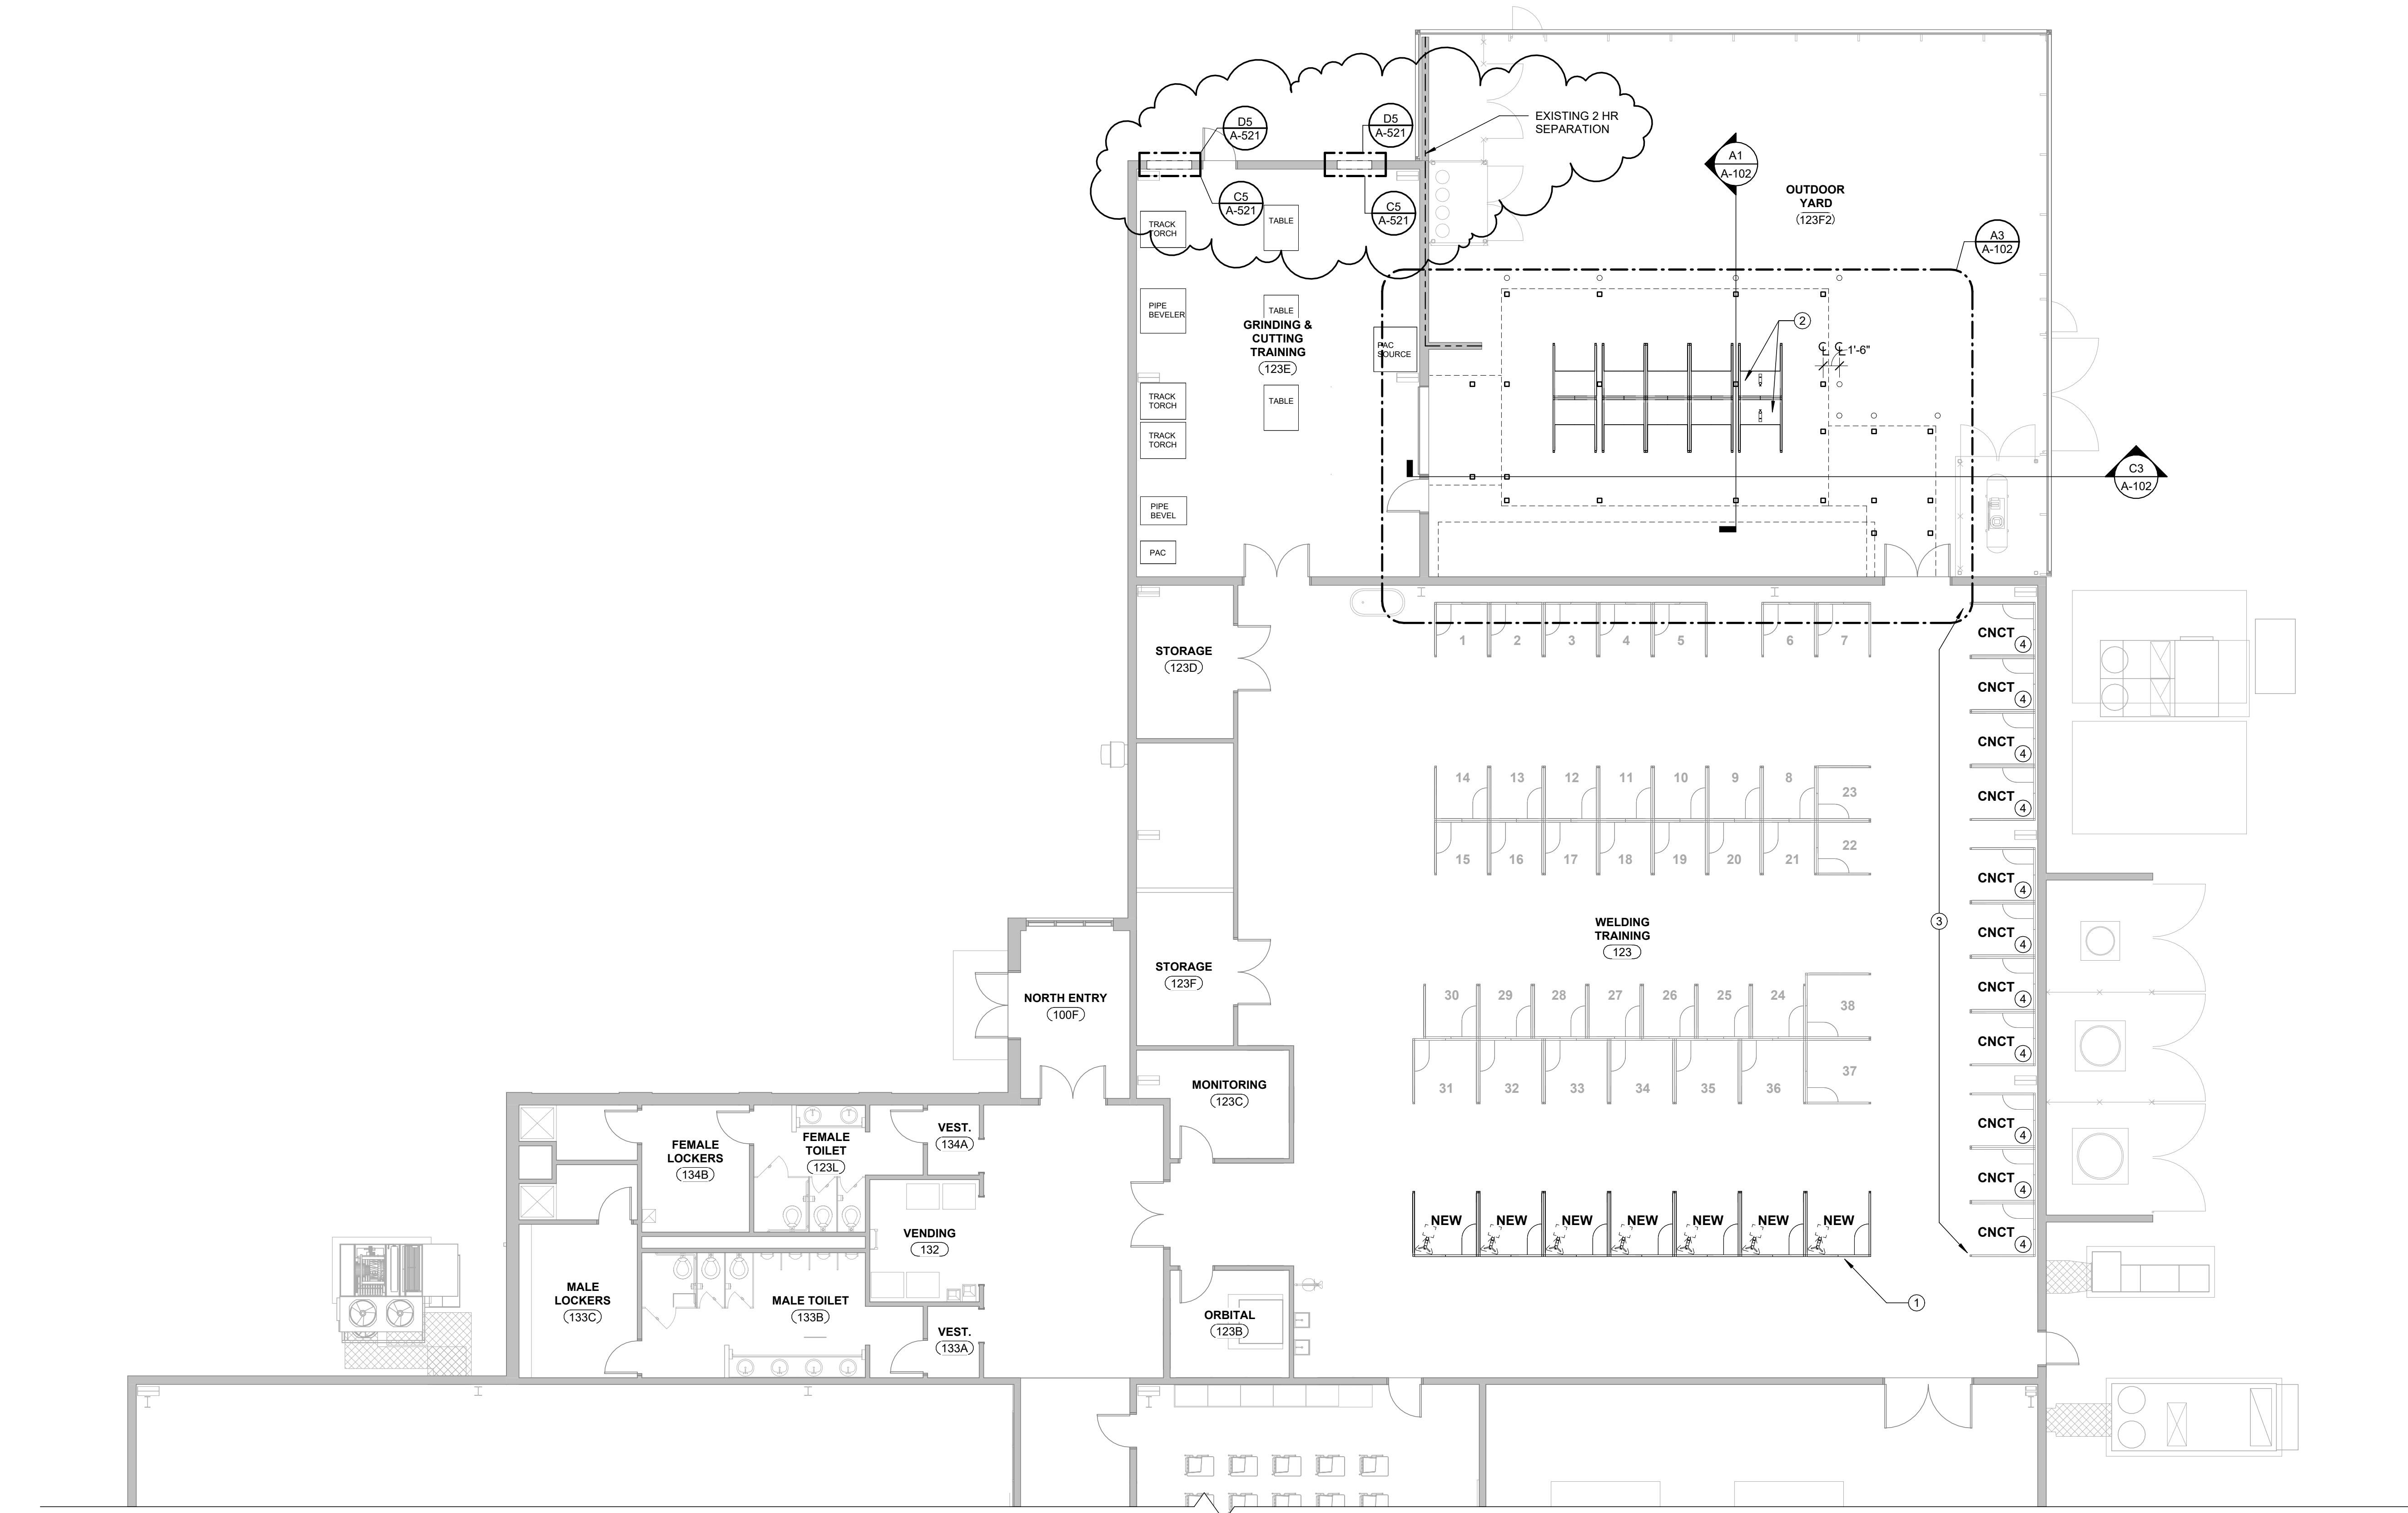 D5
A-521
D5
A-521
EXISTING 2 HR
SEPARATION
A1
A-102
C5
A-521
C5
A-521
OUTDOOR
YARD
(123F2)
TRACK
TORCH
TABLE
A3
A-102
PIPE
BEVELER
TABLE
GRINDING &
CUTTING
TRAINING
123E
PAC
SOURCE
2
℄ ℄ 1'-6"
TRACK
TORCH
TABLE
TRACK
TORCH
C3
A-102
PIPE
BEVEL
PAC
STORAGE
123D
1 2 3 4 5 6 7
CNCT
4
CNCT
4
CNCT
4
CNCT
4
14 13 12 11 10 9 8
23
15 16 17 18 19 20 21
22
CNCT
4
CNCT
4
CNCT
4
CNCT
4
3
WELDING
TRAINING
123
STORAGE
123F
NORTH ENTRY
100F
30 29 28 27 26 25 24
38
31 32 33 34 35 36
37
MONITORING
123C
CNCT
4
CNCT
4
CNCT
4
VEST.
134A
FEMALE
TOILET
123L
FEMALE
LOCKERS
134B
NEW NEW NEW NEW NEW NEW NEW
VENDING
132
1
MALE
LOCKERS
133C
MALE TOILET
133B
ORBITAL
123B
VEST.
133A